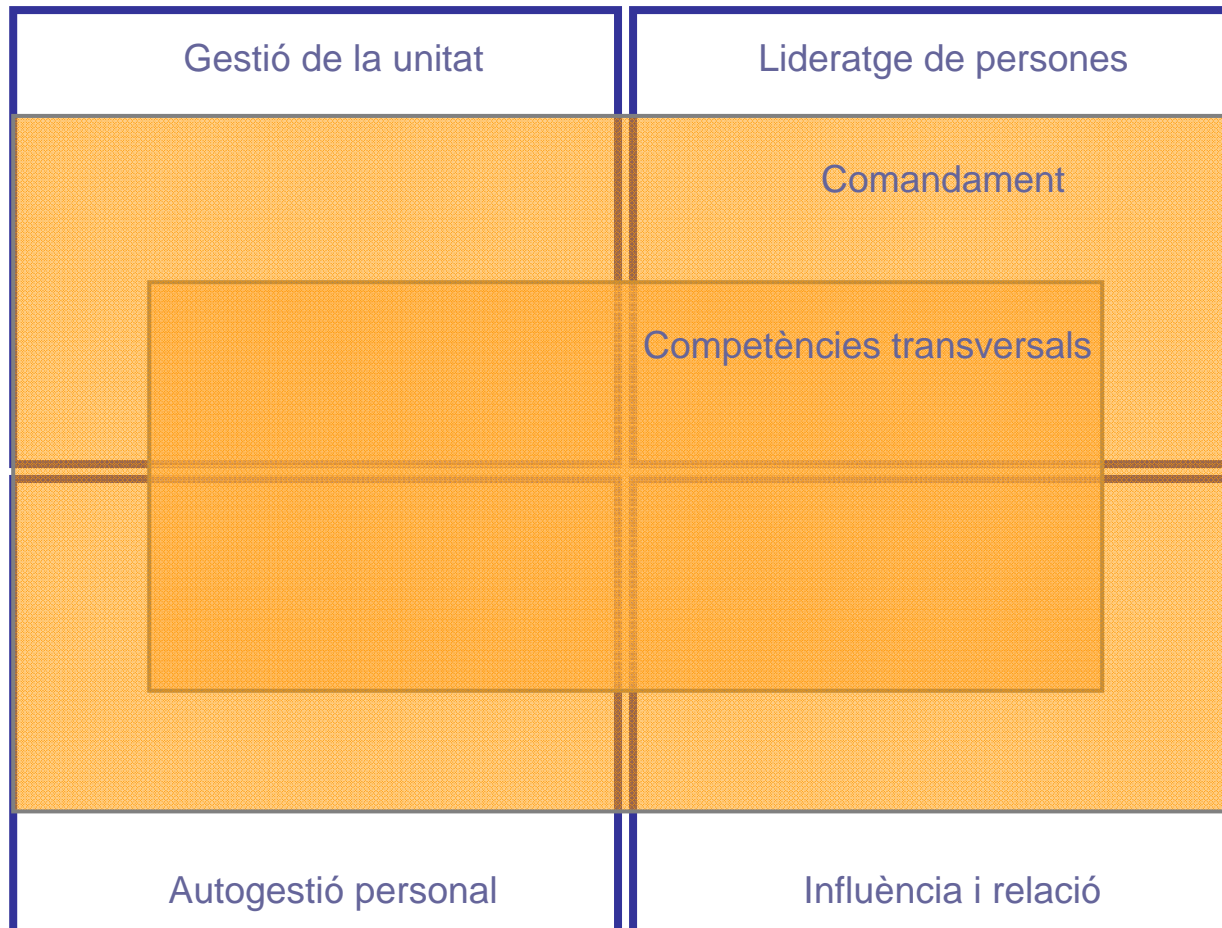 Gestió de la unitat
Lideratge de persones
Comandament
Competències transversals
Autogestió personal
Influència i relació